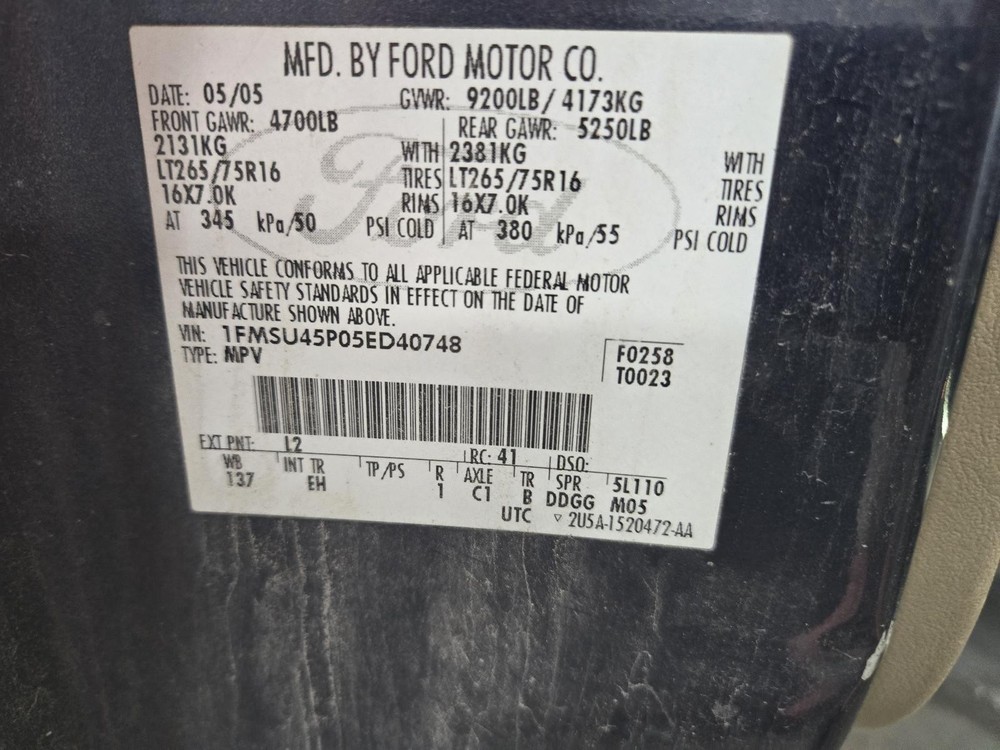 MFD. BY FORD MOTOR CO.
DATE: 05/05 GVWR: 9200LB/ 4173KG
FRONT GAWR: 4700LB REAR GAWR: 5250LB
2131KG WITH 2381KG WITH
LT265/75R16 TIRES LT265/75R16 TIRES
16X7.0K RIMS 16X7.0K RIMS
AT 345 kPa/50 PSI COLD AT 380 kPa/55 PSI COLD
Ford
THIS VEHICLE CONFORMS TO ALL APPLICABLE FEDERAL MOTOR
VEHICLE SAFETY STANDARDS IN EFFECT ON THE DATE OF
MANUFACTURE SHOWN ABOVE.
VIN: 1FMSU45P05ED40748
TYPE: MPV
F0258
T0023
EXT PNT: L2 RC: 41 DSO:
WB INT TR TP/PS R AXLE TR SPR 5L110
137 EH 1 C1 B DDGG M05
UTC ▽ 2U5A-1520472-AA